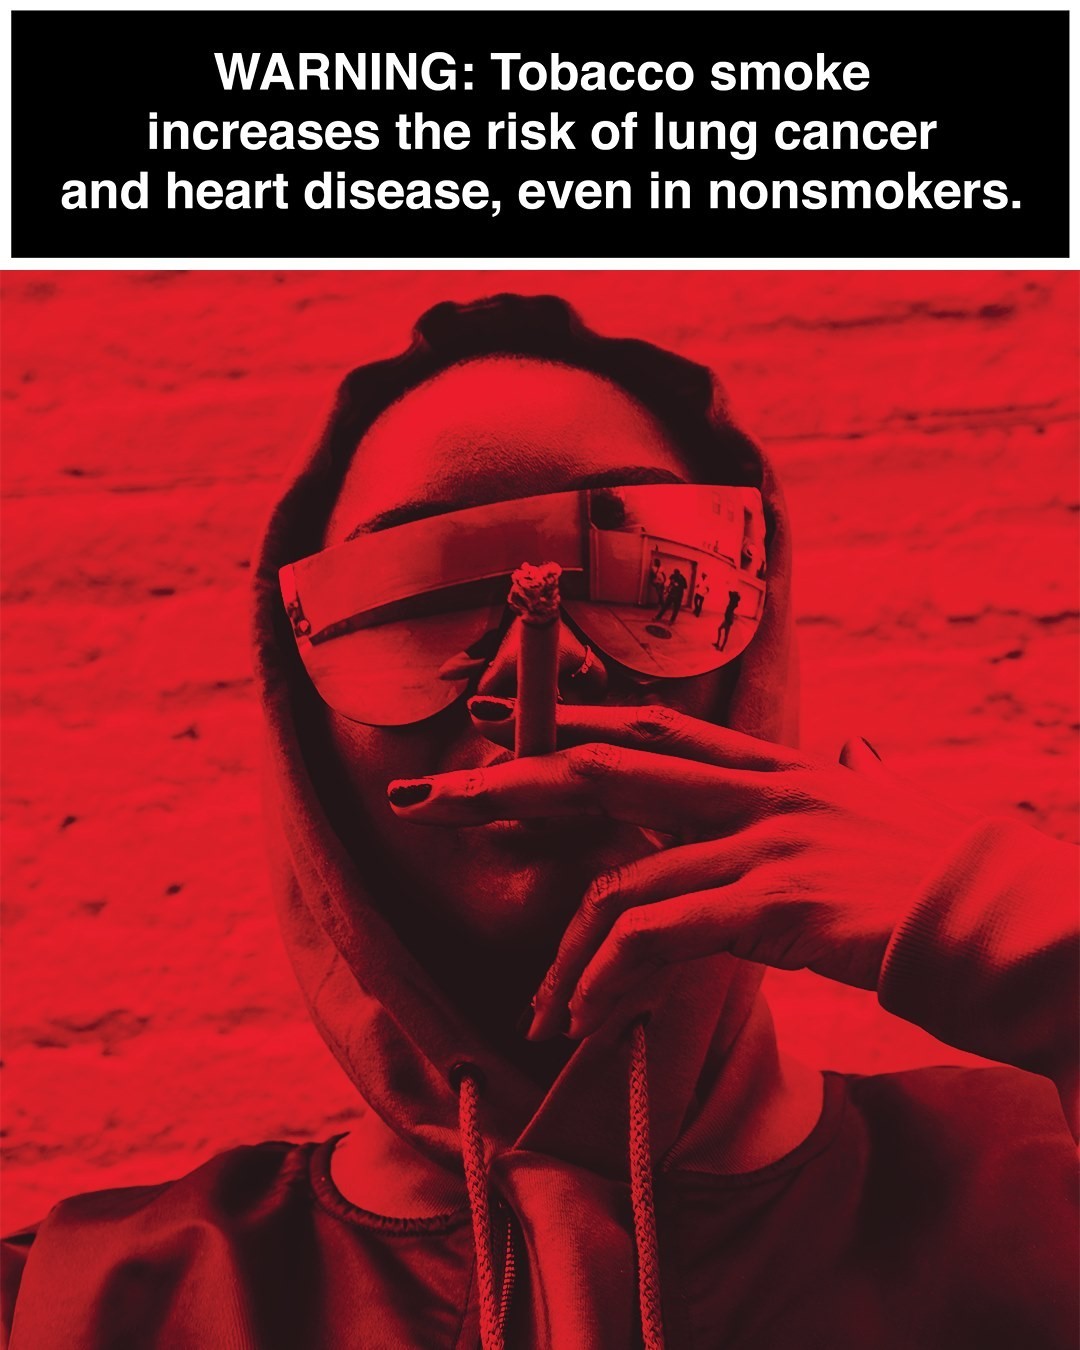 WARNING: Tobacco smoke
increases the risk of lung cancer
and heart disease, even in nonsmokers.